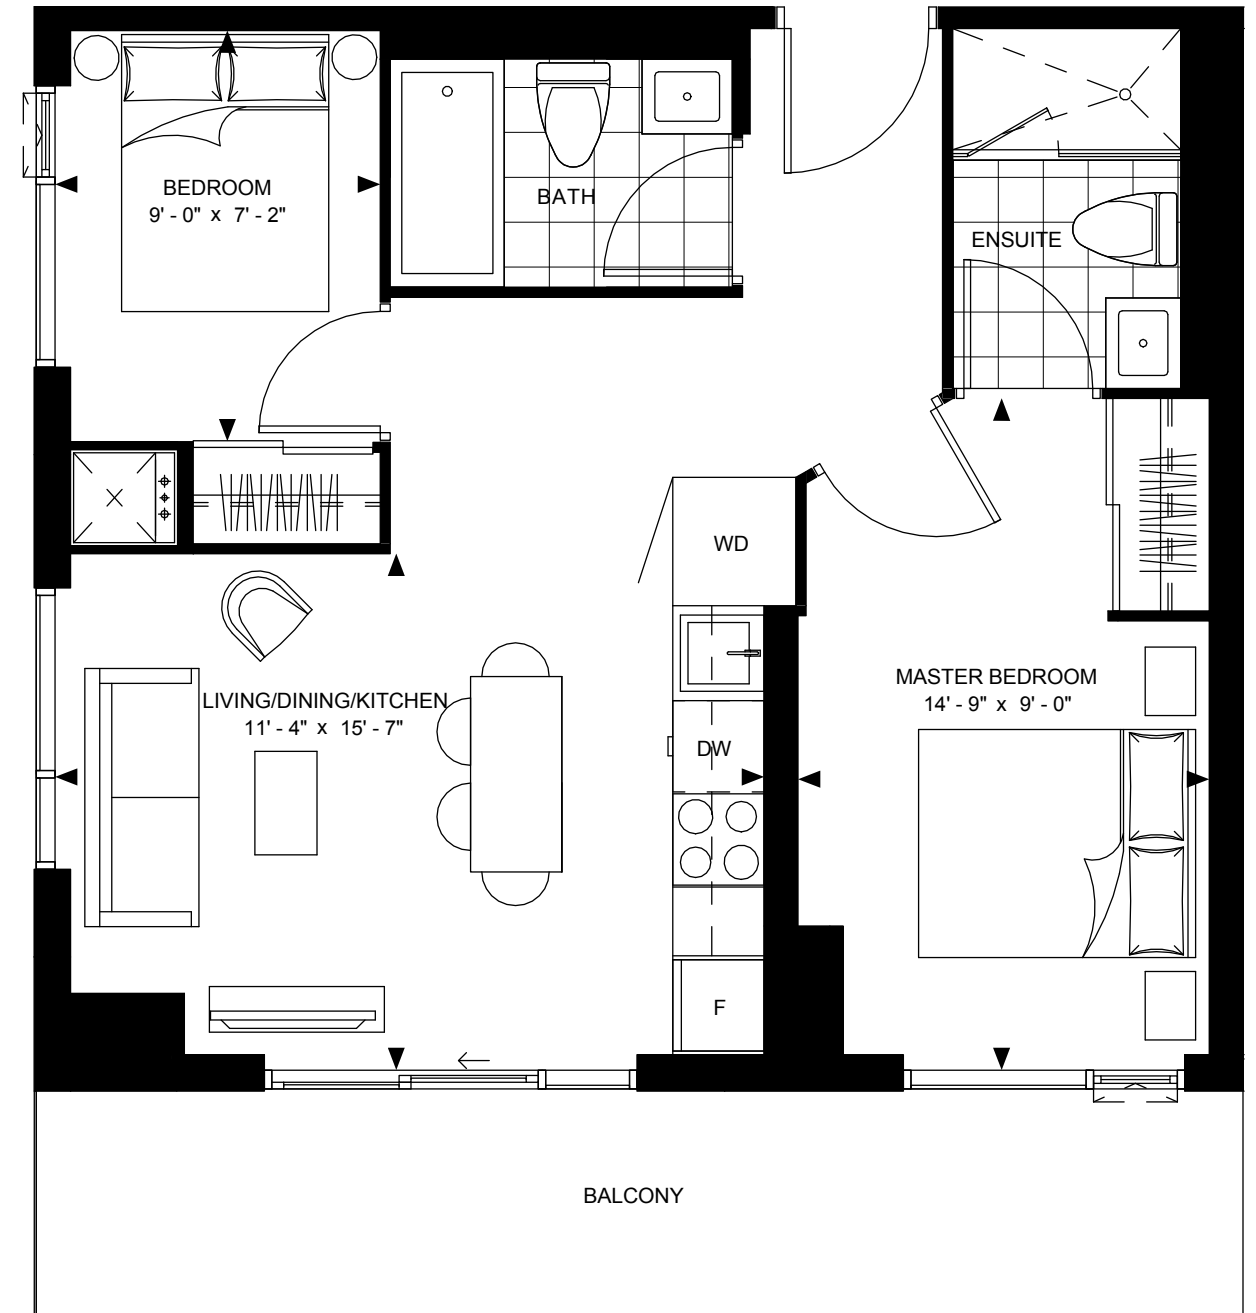 BEDROOM
9' - 0" x 7' - 2"
BATH
ENSUITE
WD
MASTER BEDROOM
14' - 9" x 9' - 0"
LIVING/DINING/KITCHEN
11' - 4" x 15' - 7"
DW
F
BALCONY